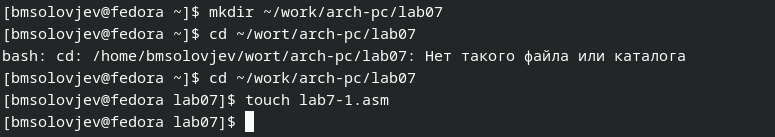 [bmsolovjev@fedora ~]$ mkdir ~/work/arch-pc/lab07
[bmsolovjev@fedora ~]$ cd ~/wort/arch-pc/lab07
bash: cd: /home/bmsolovjev/wort/arch-pc/lab07: Нет такого файла или каталога
[bmsolovjev@fedora ~]$ cd ~/work/arch-pc/lab07
[bmsolovjev@fedora lab07]$ touch lab7-1.asm
[bmsolovjev@fedora lab07]$